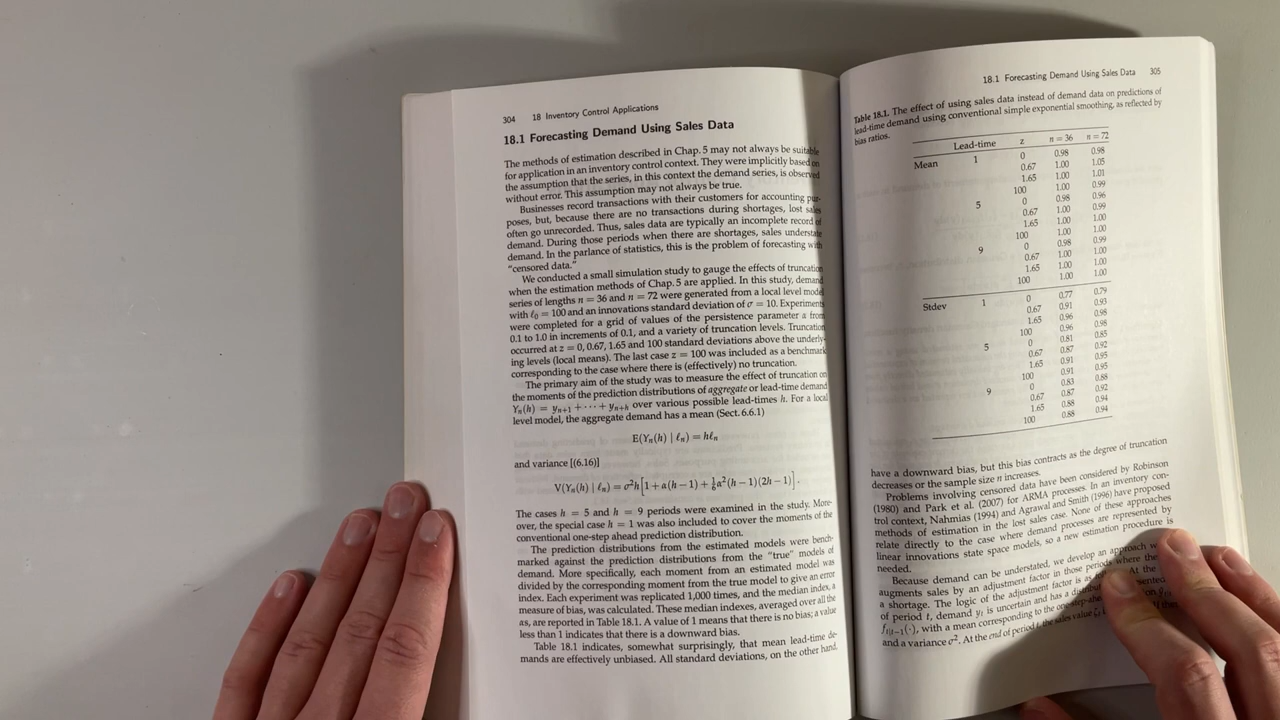 304 18 Inventory Control Applications
18.1 Forecasting Demand Using Sales Data
The methods of estimation described in Chap. 5 may not always be suitable
for application in an inventory control context. They were implicitly based on
the assumption that the series, in this context the demand series, is observed
without error. This assumption may not always be true.
Businesses record transactions with their customers for accounting pur-
poses, but, because there are no transactions during shortages, lost sales
often go unrecorded. Thus, sales data are typically an incomplete record of
demand. During those periods when there are shortages, sales understate
demand. In the parlance of statistics, this is the problem of forecasting with
“censored data.”
We conducted a small simulation study to gauge the effects of truncation
when the estimation methods of Chap. 5 are applied. In this study, demand
series of lengths n = 36 and n = 72 were generated from a local level model
with ℓ₀ = 100 and an innovations standard deviation of σ = 10. Experiments
were completed for a grid of values of the persistence parameter α from
0.1 to 1.0 in increments of 0.1, and a variety of truncation levels. Truncation
occurred at z = 0, 0.67, 1.65 and 100 standard deviations above the underly-
ing levels (local means). The last case z = 100 was included as a benchmark
corresponding to the case where there is (effectively) no truncation.
The primary aim of the study was to measure the effect of truncation on
the moments of the prediction distributions of aggregate or lead-time demand
Yₙ(h) = yₙ₊₁ + · · · + yₙ₊ₕ over various possible lead-times h. For a local
level model, the aggregate demand has a mean (Sect. 6.6.1)
E(Yₙ(h) | ℓₙ) = hℓₙ
and variance [(6.16)]
V(Yₙ(h) | ℓₙ) = σ²h[1 + α(h − 1) + ⅙α²(h − 1)(2h − 1)].
The cases h = 5 and h = 9 periods were examined in the study. More-
over, the special case h = 1 was also included to cover the moments of the
conventional one-step ahead prediction distribution.
The prediction distributions from the estimated models were bench-
marked against the prediction distributions from the “true” models of
demand. More specifically, each moment from an estimated model was
divided by the corresponding moment from the true model to give an error
index. Each experiment was replicated 1,000 times, and the median index, a
measure of bias, was calculated. These median indexes, averaged over all the
αs, are reported in Table 18.1. A value of 1 means that there is no bias; a value
less than 1 indicates that there is a downward bias.
Table 18.1 indicates, somewhat surprisingly, that mean lead-time de-
mands are effectively unbiased. All standard deviations, on the other hand,
18.1 Forecasting Demand Using Sales Data 305
Table 18.1. The effect of using sales data instead of demand data on predictions of
lead-time demand using conventional simple exponential smoothing, as reflected by
bias ratios.
Lead-time z n = 36 n = 72
Mean 1 0 0.98 0.98
0.67 1.00 1.05
1.65 1.00 1.01
100 1.00 0.99
5 0 0.98 0.96
0.67 1.00 0.99
1.65 1.00 1.00
100 1.00 1.00
9 0 0.98 0.99
0.67 1.00 1.00
1.65 1.00 1.00
100 1.00 1.00
Stdev 1 0 0.77 0.79
0.67 0.91 0.93
1.65 0.96 0.98
100 0.96 0.98
5 0 0.81 0.85
0.67 0.87 0.92
1.65 0.91 0.95
100 0.91 0.95
9 0 0.83 0.88
0.67 0.87 0.92
1.65 0.88 0.94
100 0.88 0.94
have a downward bias, but this bias contracts as the degree of truncation
decreases or the sample size n increases.
Problems involving censored data have been considered by Robinson
(1980) and Park et al. (2007) for ARMA processes. In an inventory con-
trol context, Nahmias (1994) and Agrawal and Smith (1996) have proposed
methods of estimation in the lost sales case. None of these approaches
relate directly to the case where demand processes are represented by
linear innovations state space models, so a new estimation procedure is
needed.
Because demand can be understated, we develop an approach
augments sales by an adjustment factor in those periods where the
a shortage. The logic of the adjustment factor is as At the
of period t, demand yₜ is uncertain and has a
fₜ|ₜ₋₁(·), with a mean corresponding to the
and a variance σ². At the end of period t, the sales value